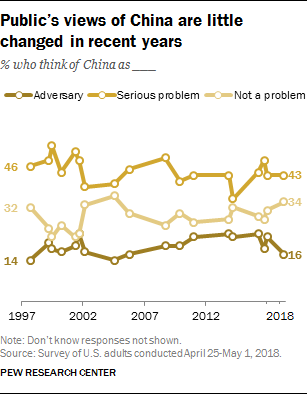 Public's views of China are little
changed in recent years
% who think of China as ____
Adversary Serious problem Not a problem
46
43
32
34
14
16
1997 2002 2007 2012 2018
Note: Don't know responses not shown.
Source: Survey of U.S. adults conducted April 25-May 1, 2018.
PEW RESEARCH CENTER